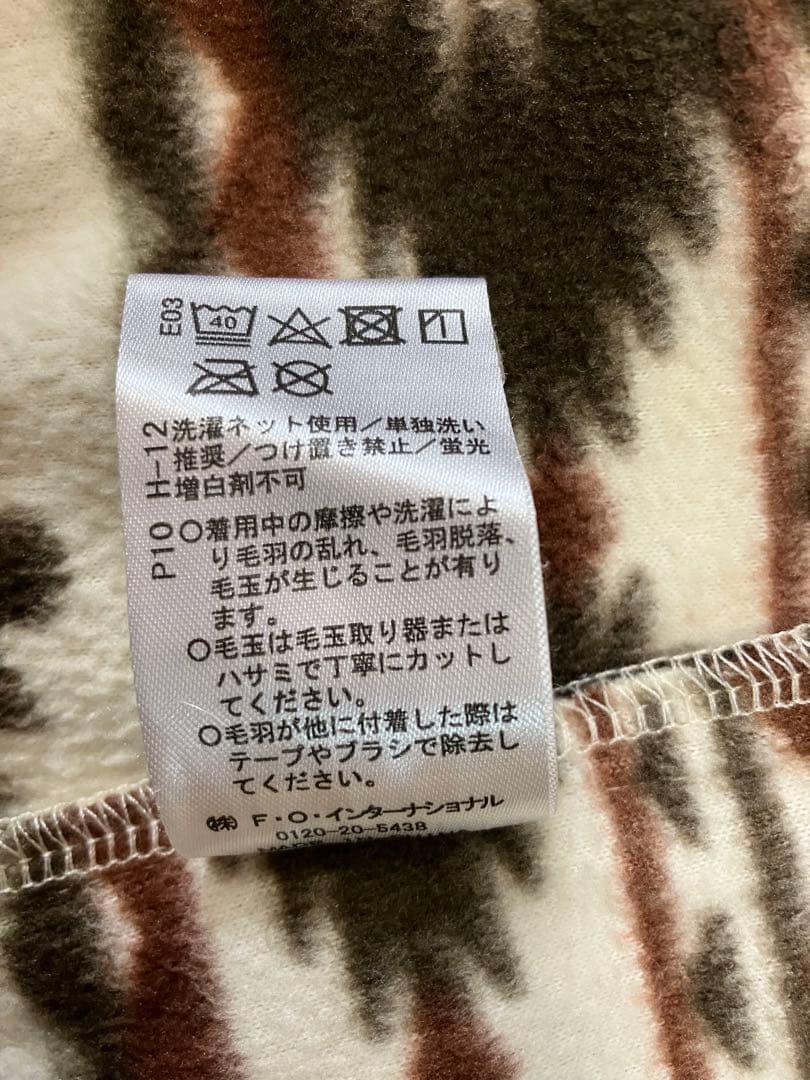 E03
40
H-12
洗濯ネット使用/単独洗い
推奨/つけ置き禁止/蛍光
増白剤不可
P10
○着用中の摩擦や洗濯によ
り毛羽の乱れ、毛羽脱落、
毛玉が生じることが有り
ます。
○毛玉は毛玉取り器または
ハサミで丁寧にカットし
てください。
○毛羽が他に付着した際は
テープやブラシで除去し
てください。
㈱ F・O・インターナショナル
0120-20-5438